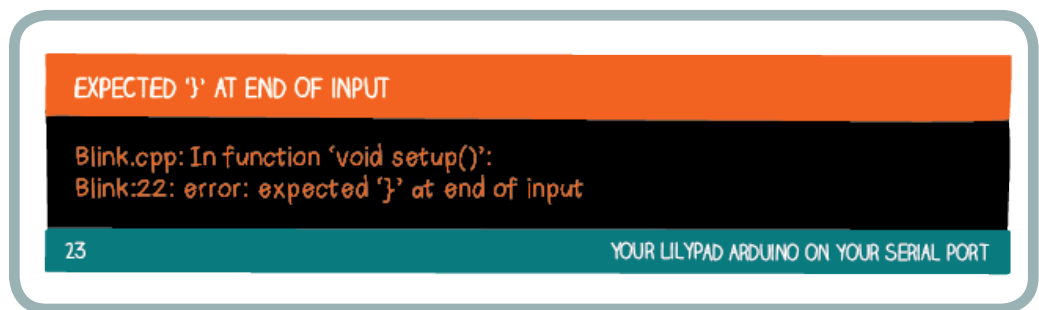 EXPECTED ‘}’ AT END OF INPUT
Blink.cpp: In function ‘void setup()’:
Blink:22: error: expected ‘}’ at end of input
23 YOUR LILYPAD ARDUINO ON YOUR SERIAL PORT